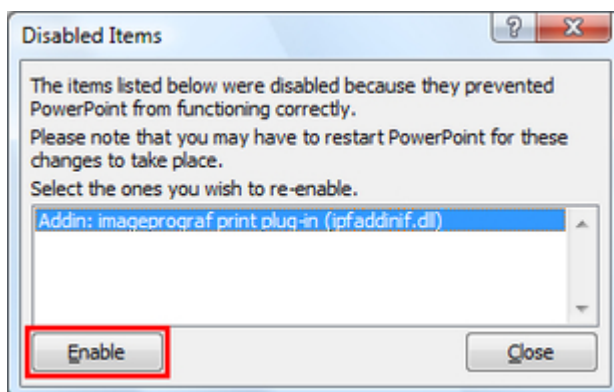 Disabled Items
The items listed below were disabled because they prevented
PowerPoint from functioning correctly.
Please note that you may have to restart PowerPoint for these
changes to take place.
Select the ones you wish to re-enable.
Addin: imageprograf print plug-in (ipfaddinif.dll)
Enable
Close